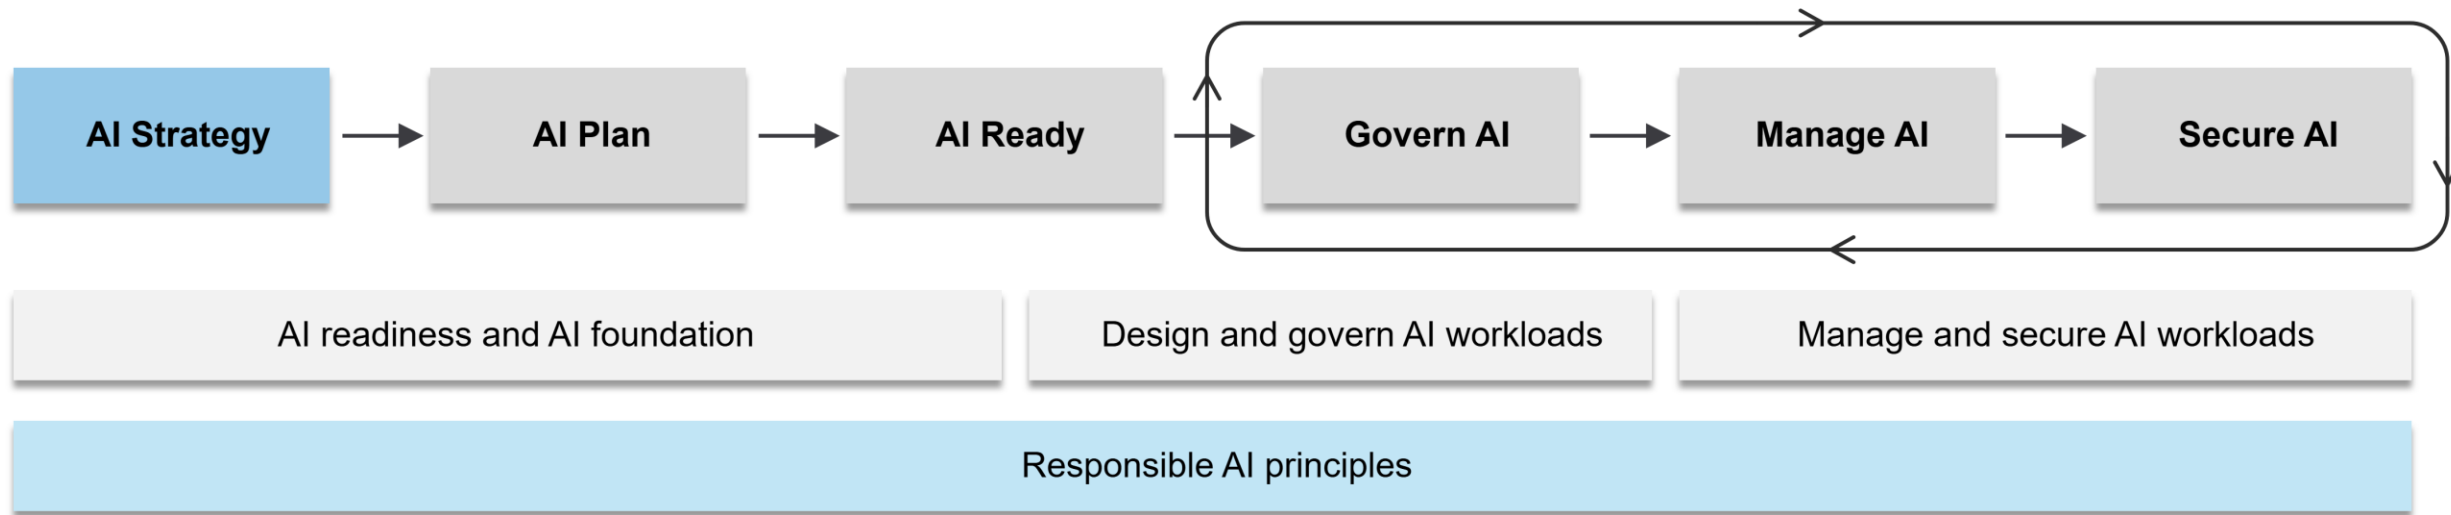 AI Strategy
AI Plan
AI Ready
Govern AI
Manage AI
Secure AI
AI readiness and AI foundation
Design and govern AI workloads
Manage and secure AI workloads
Responsible AI principles